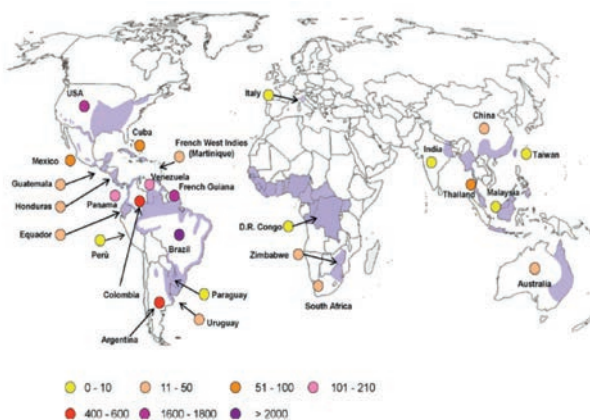 USA
Italy
Cuba
China
French West Indies
(Martinique)
India
Taiwan
Mexico
Venezuela
Guatemala
French Guiana
Thailand
Malaysia
Honduras
Panama
D.R. Congo
Equador
Brazil
Perù
Zimbabwe
Australia
Colombia
Paraguay
South Africa
Uruguay
Argentina
0 - 10
11 - 50
51 - 100
101 - 210
400 - 600
1600 - 1800
> 2000